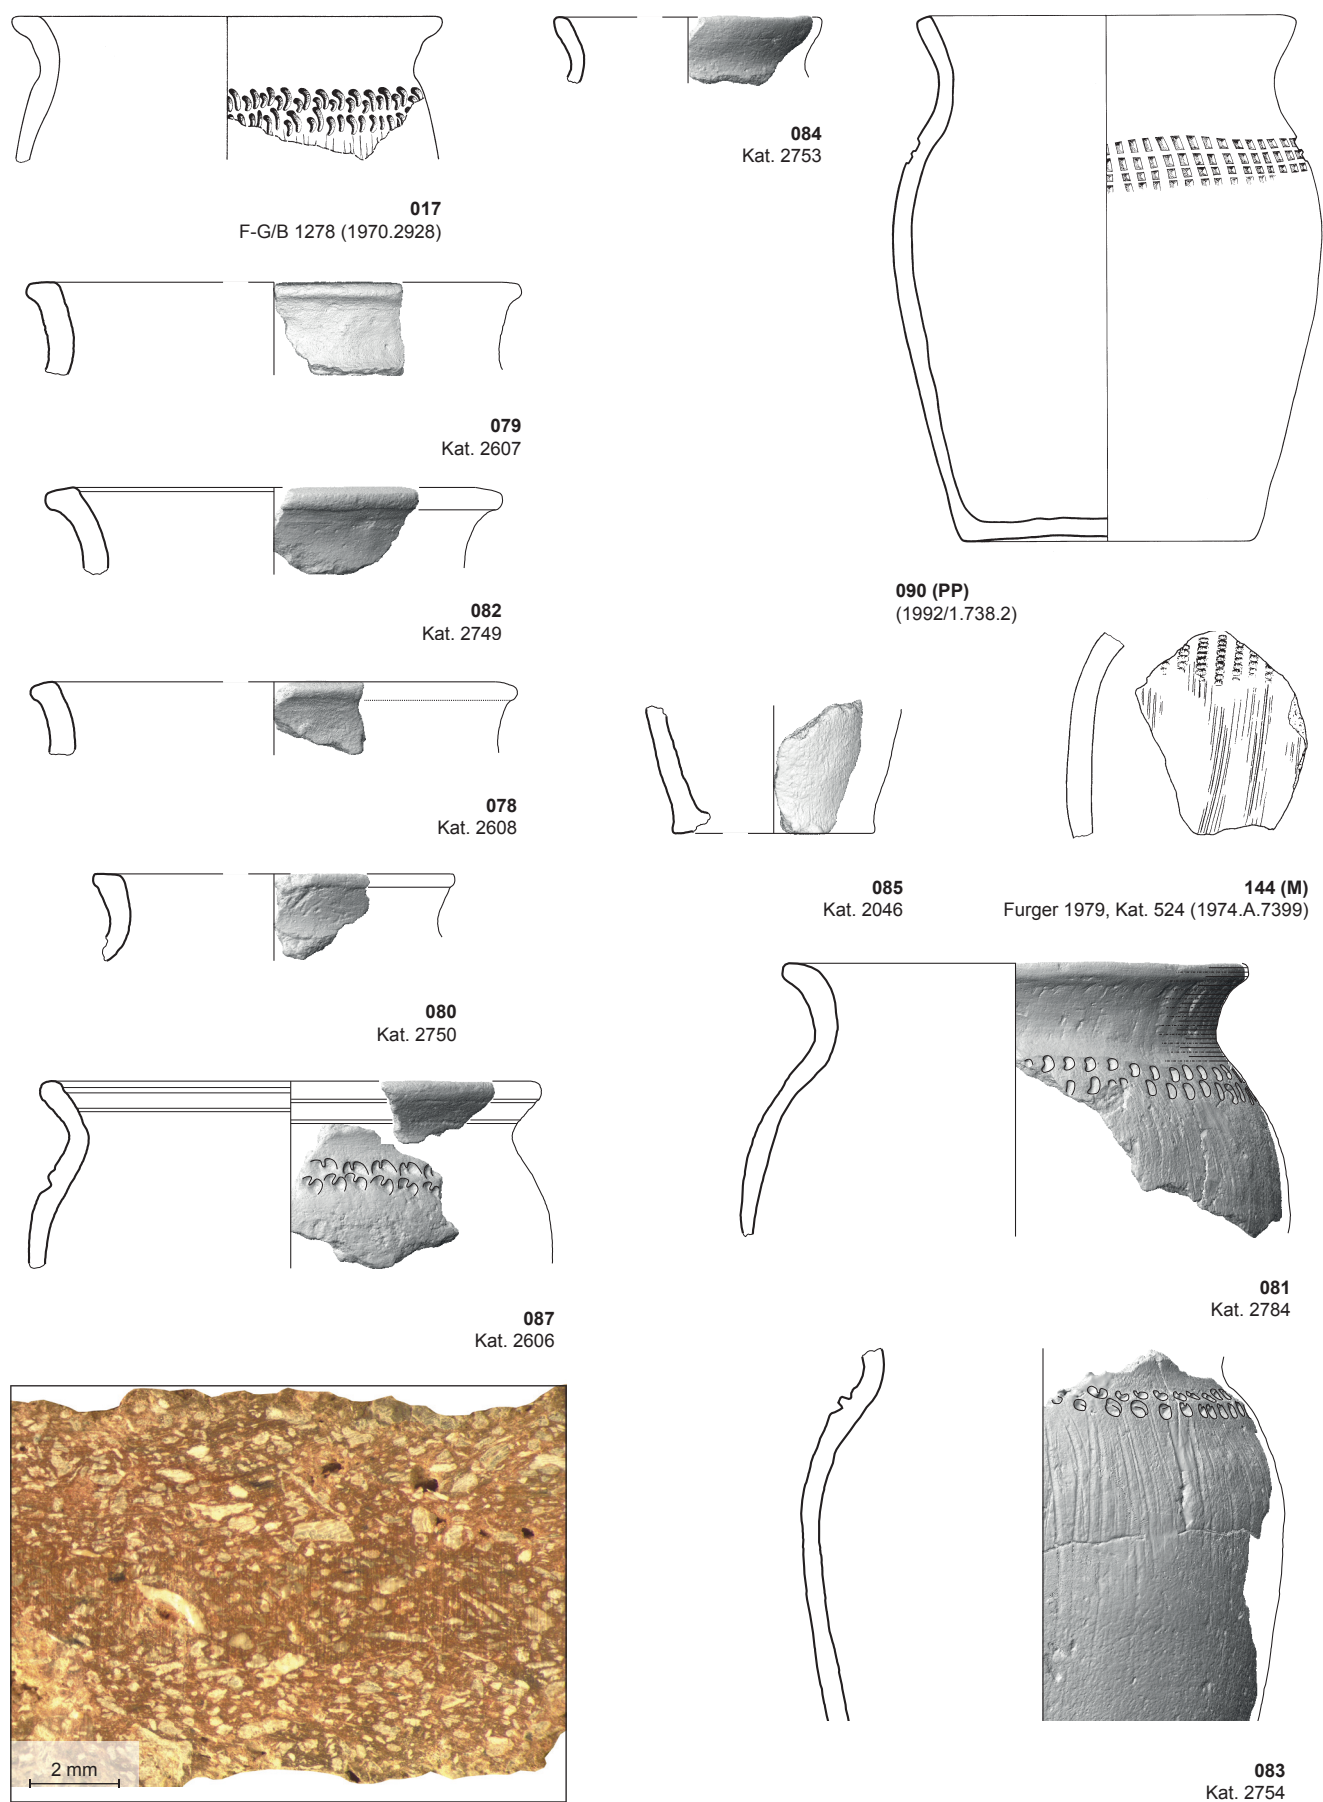 017
F-G/B 1278 (1970.2928)
084
Kat. 2753
079
Kat. 2607
082
Kat. 2749
090 (PP)
(1992/1.738.2)
078
Kat. 2608
085
Kat. 2046
144 (M)
Furger 1979, Kat. 524 (1974.A.7399)
080
Kat. 2750
081
Kat. 2784
087
Kat. 2606
2 mm
083
Kat. 2754